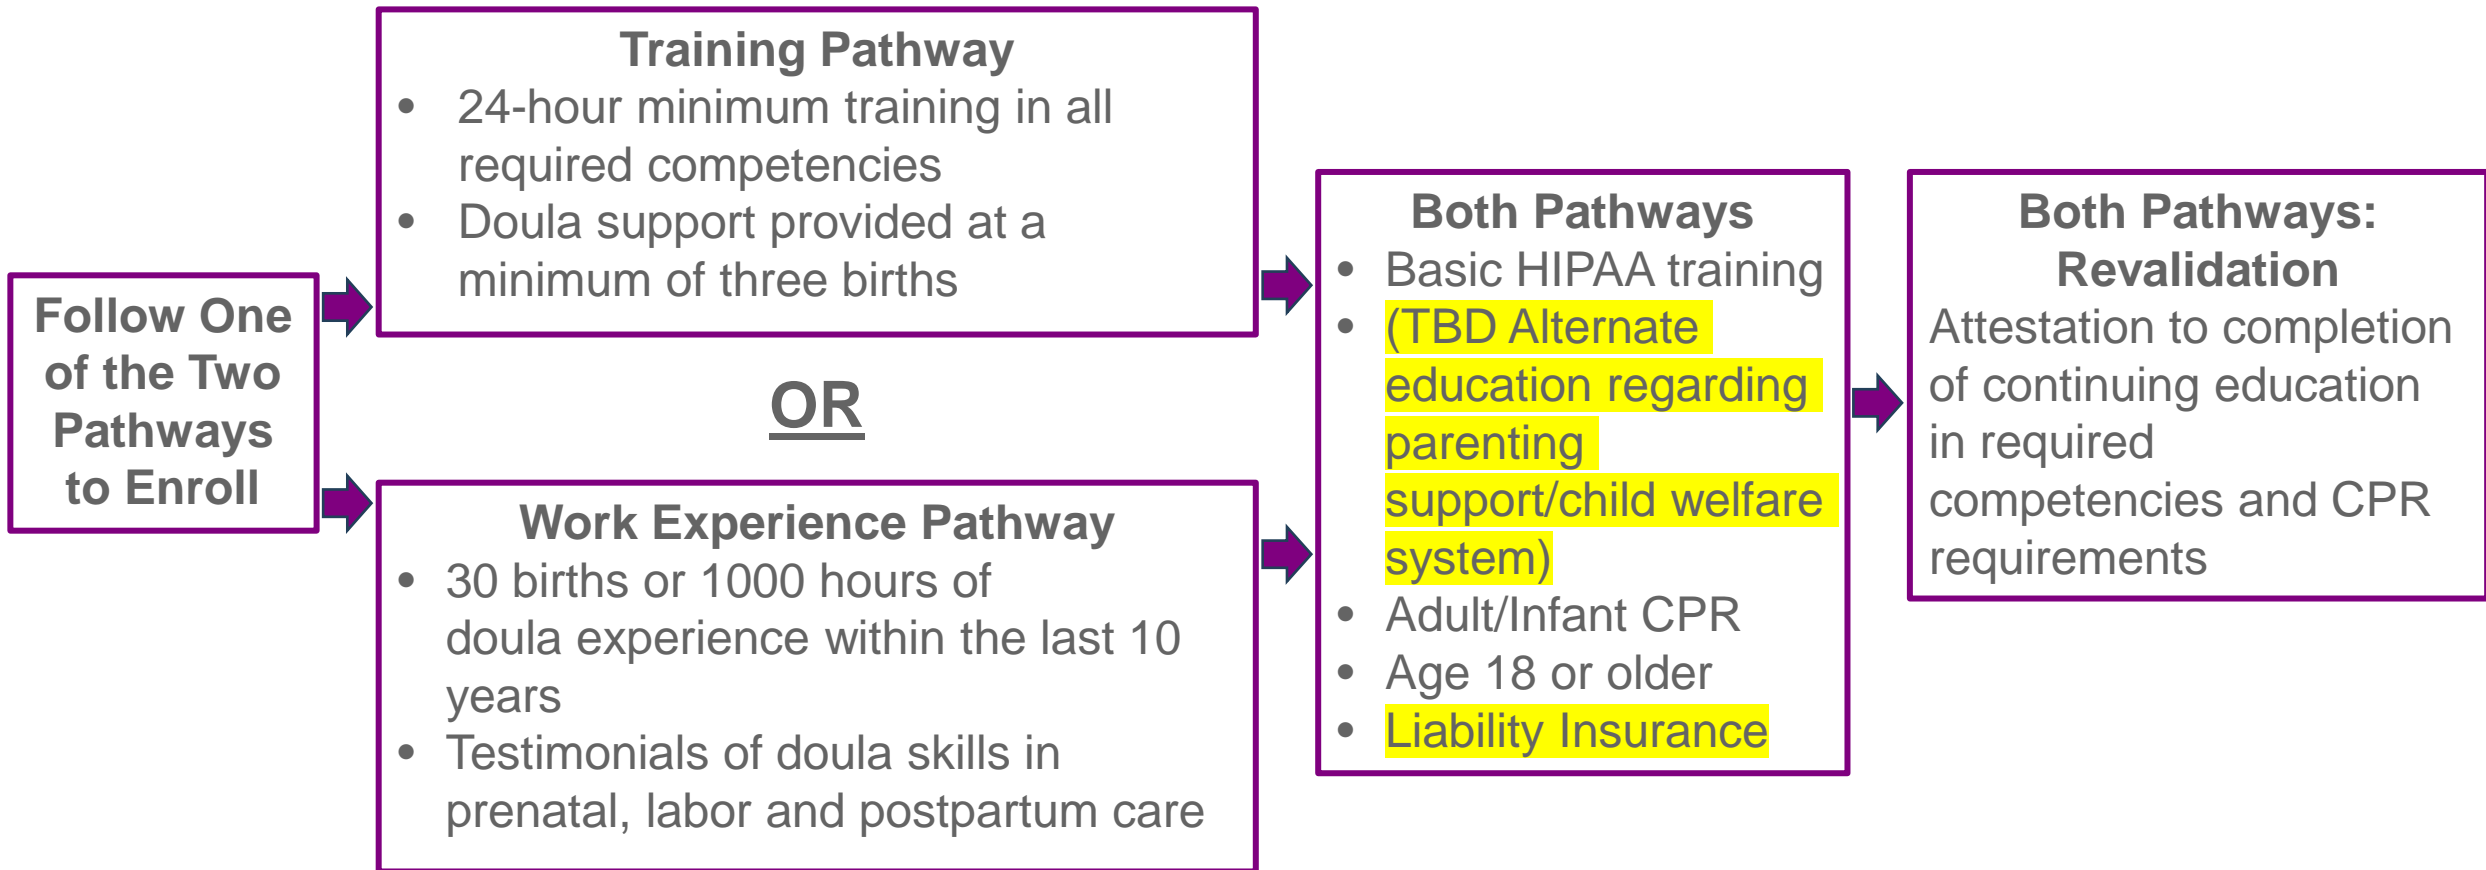 Follow One
of the Two
Pathways
to Enroll
Training Pathway
• 24-hour minimum training in all
required competencies
• Doula support provided at a
minimum of three births
OR
Work Experience Pathway
• 30 births or 1000 hours of
doula experience within the last 10
years
• Testimonials of doula skills in
prenatal, labor and postpartum care
Both Pathways
• Basic HIPAA training
• (TBD Alternate
education regarding
parenting
support/child welfare
system)
• Adult/Infant CPR
• Age 18 or older
• Liability Insurance
Both Pathways:
Revalidation
Attestation to completion
of continuing education
in required
competencies and CPR
requirements